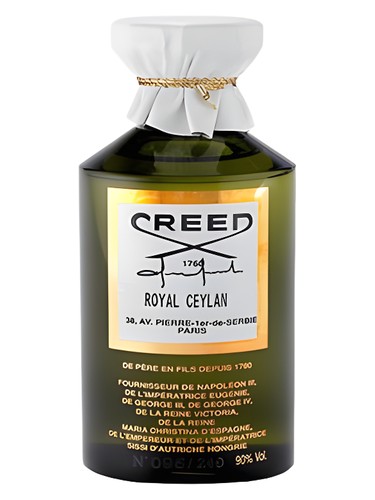 CREED
1760
ROYAL CEYLAN
38, AV. PIERRE-1er-de-SERBIE
PARIS
DE PÈRE EN FILS DEPUIS 1760
FOURNISSEUR DE NAPOLEON III,
DE L'IMPÉRATRICE EUGÉNIE,
DE GEORGE III, DE GEORGE IV,
DE LA REINE VICTORIA,
DE LA REINE
MARIA CHRISTINA D'ESPAGNE,
DE L'EMPEREUR ET DE L'IMPÉRATRICE
SISSI D'AUTRICHE HONGRIE
90% Vol.